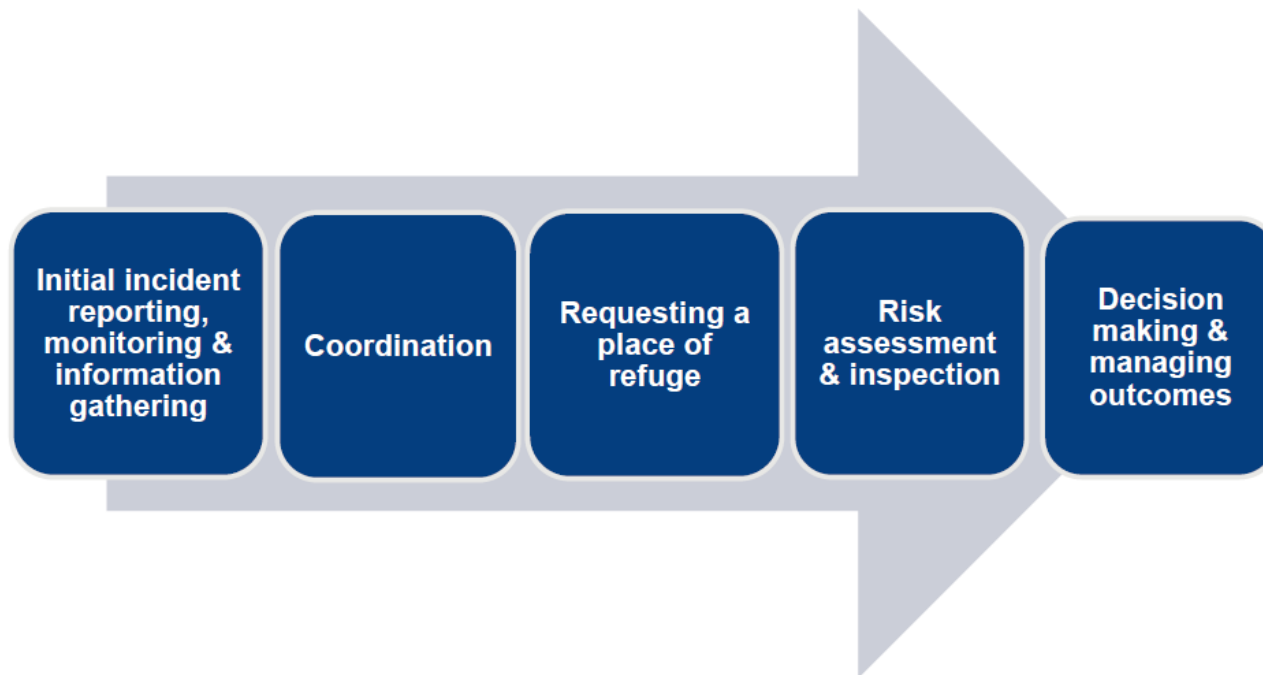 Initial incident
reporting,
monitoring &
information
gathering
Coordination
Requesting a
place of
refuge
Risk
assessment
& inspection
Decision
making &
managing
outcomes